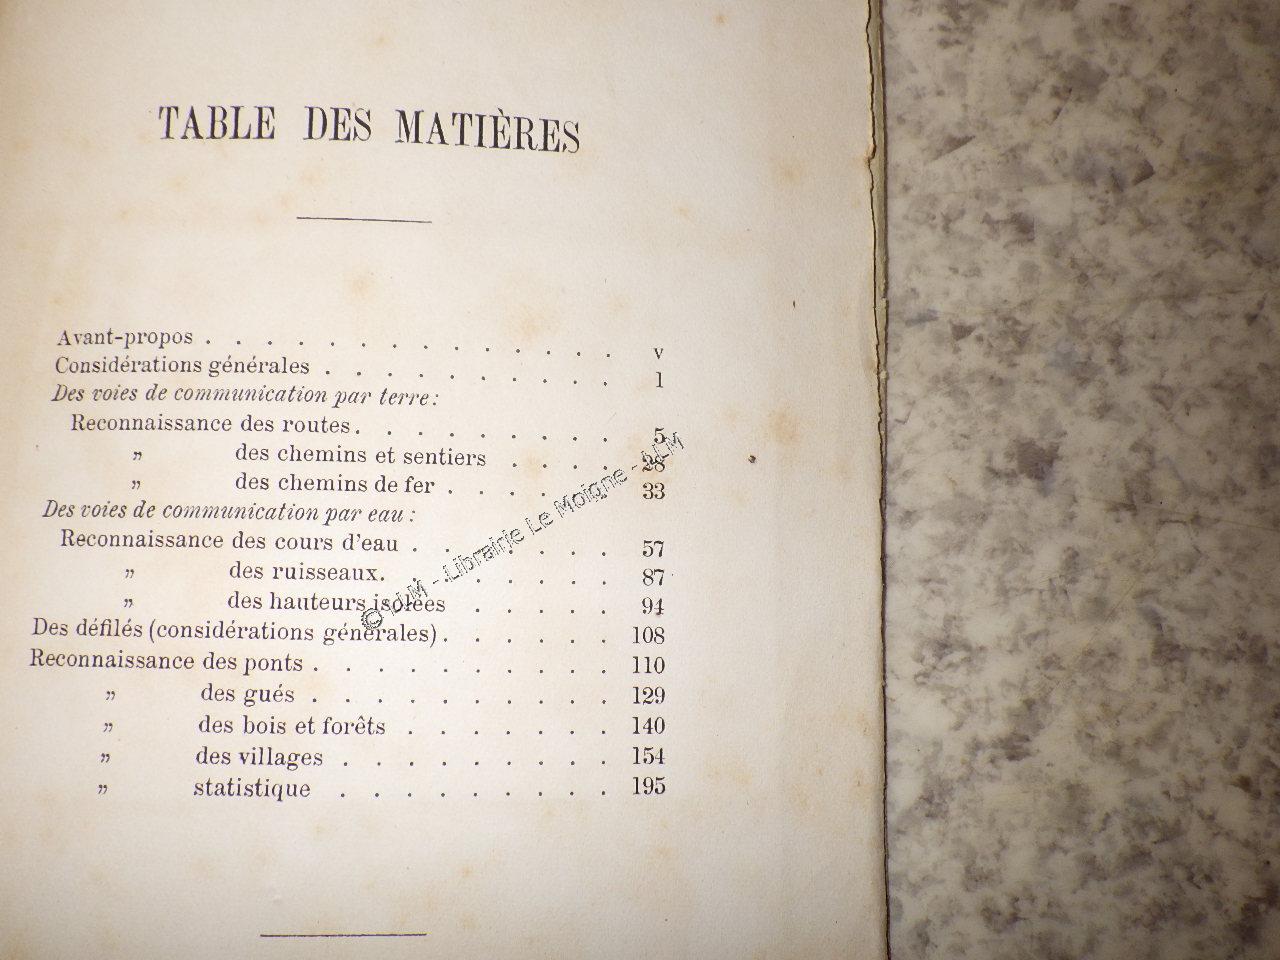 TABLE DES MATIÈRES
Avant-propos . . . . . . . . . . . . . . v
Considérations générales . . . . . . . . . . 1
Des voies de communication par terre :
Reconnaissance des routes . . . . . . . . . 5
„ des chemins et sentiers . . . . 28
„ des chemins de fer . . . . . . 33
Des voies de communication par eau :
Reconnaissance des cours d'eau . . . . . . . 57
„ des ruisseaux . . . . . . . . 87
„ des hauteurs isolées . . . . . 94
Des défilés (considérations générales) . . . . . . 108
Reconnaissance des ponts . . . . . . . . . . 110
„ des gués . . . . . . . . . . 129
„ des bois et forêts . . . . . . . 140
„ des villages . . . . . . . . . 154
„ statistique . . . . . . . . . 195
© LLM - Librairie Le Moigne - LLM